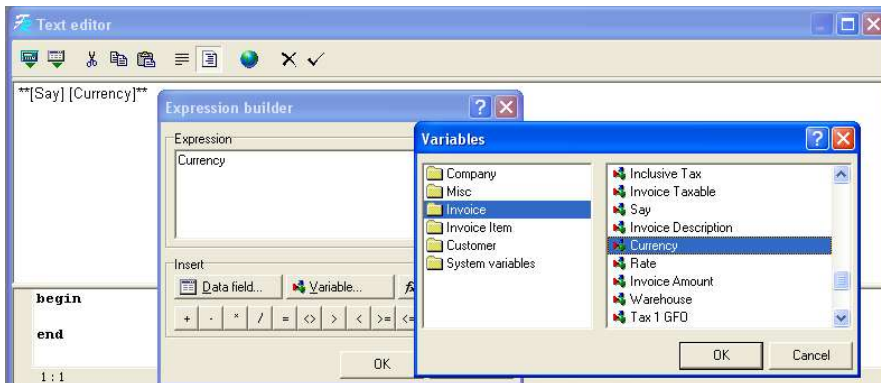 Text editor
**[Say] [Currency]**
Expression builder
Expression
Currency
Insert
Data field...
Variable...
+ - * / = <> > < >= <=
OK
Variables
Company
Misc
Invoice
Invoice Item
Customer
System variables
Inclusive Tax
Invoice Taxable
Say
Invoice Description
Currency
Rate
Invoice Amount
Warehouse
Tax 1 GFO
OK
Cancel
begin
end
1:1